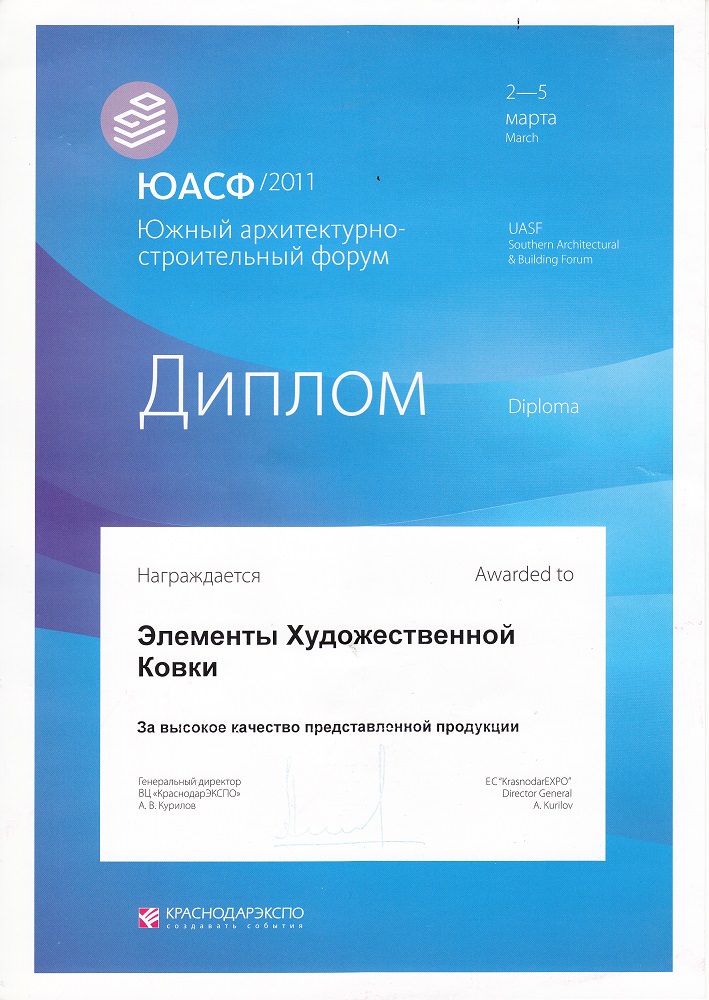 2—5
марта
March
ЮАСФ/2011
Южный архитектурно-
строительный форум
UASF
Southern Architectural
& Building Forum
Диплом
Diploma
Награждается
Awarded to
Элементы Художественной
Ковки
За высокое качество представленной продукции
Генеральный директор
ВЦ «КраснодарЭКСПО»
А. В. Курилов
EC "KrasnodarEXPO"
Director General
A. Kurilov
КРАСНОДАРЭКСПО
создавать события